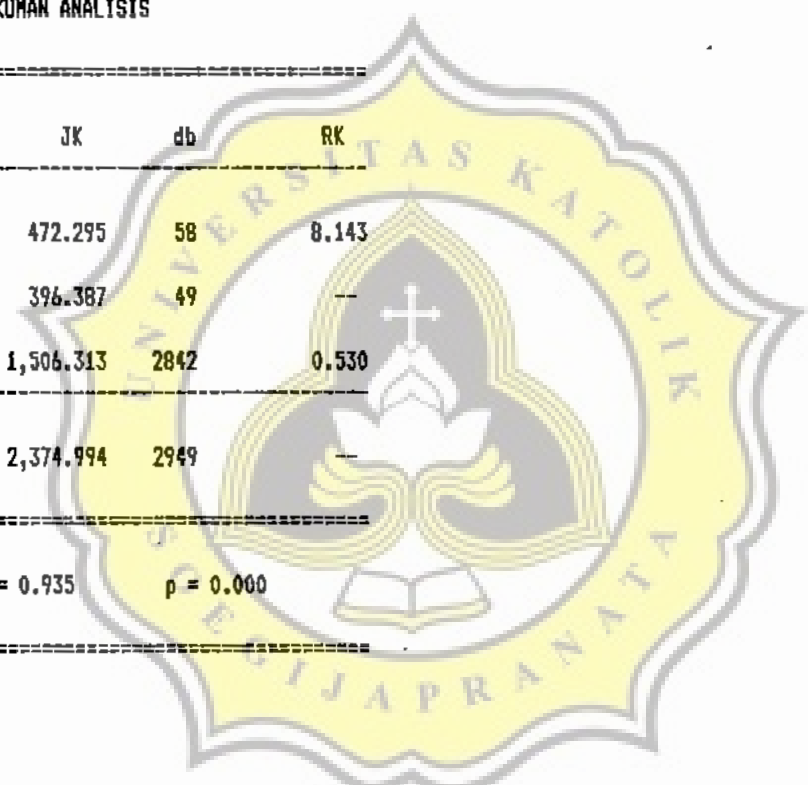 KUMAN ANALISIS
JK db RK
472.295 58 8.143
396.387 49 --
1,506.313 2842 0.530
2,374.994 2949 --
= 0.935 p = 0.000
UNIVERSITAS KATOLIK
SOEGIJAPRANATA